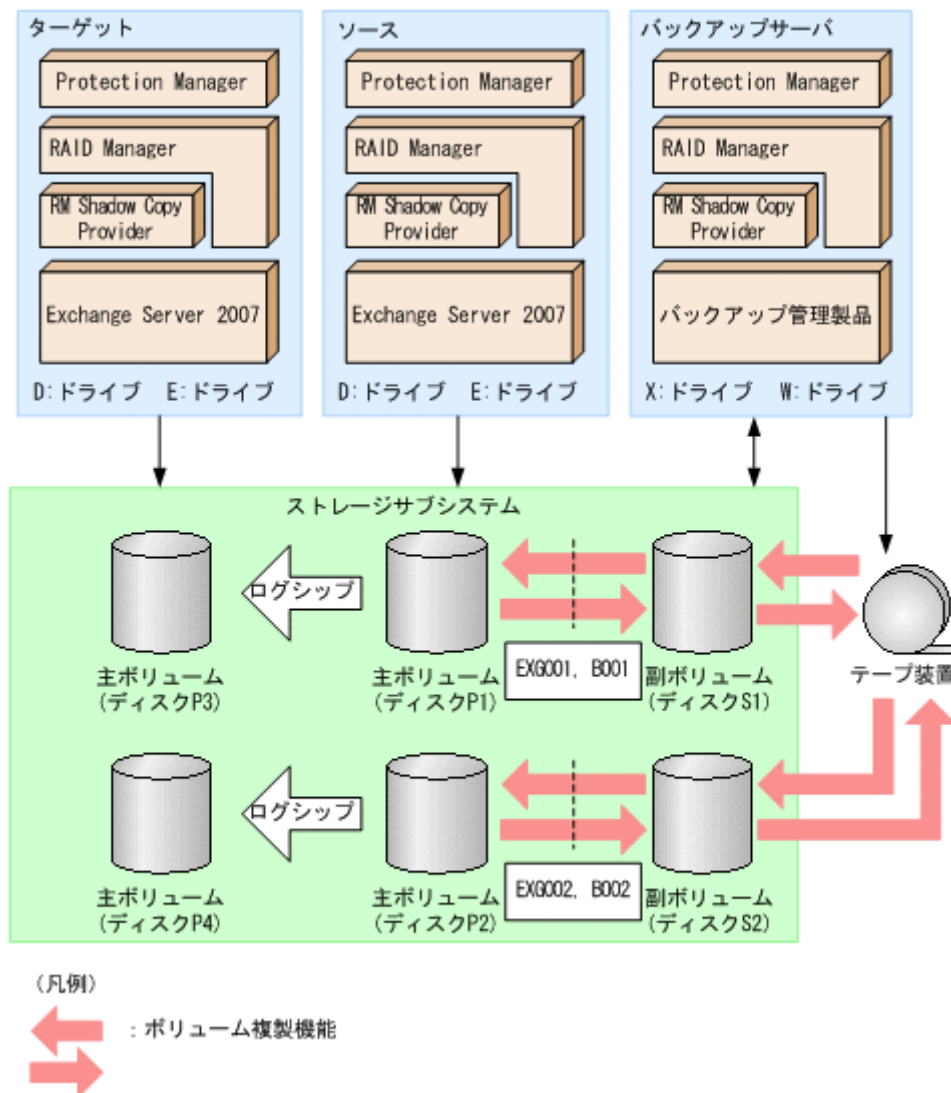 ターゲット
Protection Manager
RAID Manager
RM Shadow Copy
Provider
Exchange Server 2007
D:ドライブ E:ドライブ
ソース
Protection Manager
RAID Manager
RM Shadow Copy
Provider
Exchange Server 2007
D:ドライブ E:ドライブ
バックアップサーバ
Protection Manager
RAID Manager
RM Shadow Copy
Provider
バックアップ管理製品
X:ドライブ W:ドライブ
ストレージサブシステム
ログシップ
主ボリューム
(ディスクP3)
主ボリューム
(ディスクP1)
EXG001, B001
副ボリューム
(ディスクS1)
テープ装置
ログシップ
主ボリューム
(ディスクP4)
主ボリューム
(ディスクP2)
EXG002, B002
副ボリューム
(ディスクS2)
(凡例)
:ボリューム複製機能